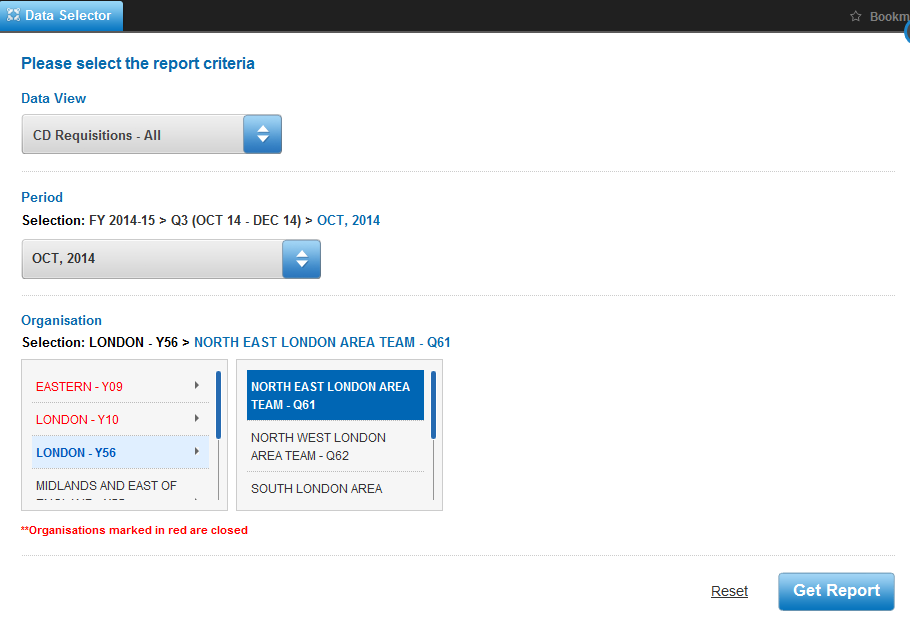 Data Selector
Bookm
Please select the report criteria
Data View
CD Requisitions - All
Period
Selection: FY 2014-15 > Q3 (OCT 14 - DEC 14) > OCT, 2014
OCT, 2014
Organisation
Selection: LONDON - Y56 > NORTH EAST LONDON AREA TEAM - Q61
EASTERN - Y09
LONDON - Y10
LONDON - Y56
MIDLANDS AND EAST OF
NORTH EAST LONDON AREA
TEAM - Q61
NORTH WEST LONDON
AREA TEAM - Q62
SOUTH LONDON AREA
**Organisations marked in red are closed
Reset
Get Report